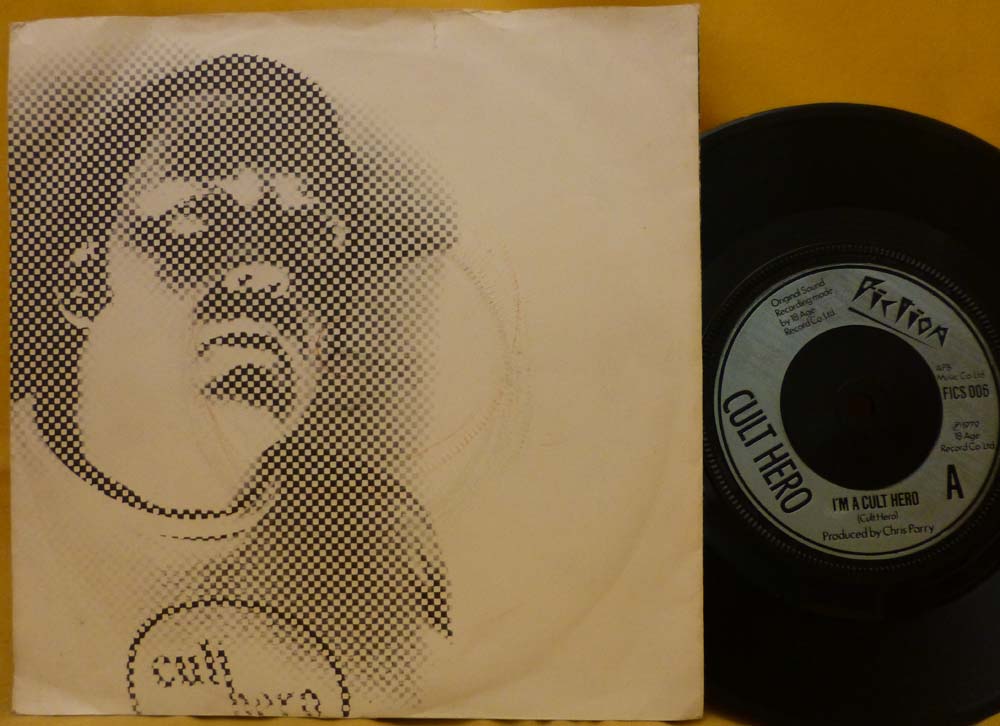 cult
hero
Original Sound
Recording made
by 18 Age
Record Co. Ltd.
Fiction
APB
Music Co. Ltd.
FICS 006
℗1979
18 Age
Record Co. Ltd.
CULT HERO
A
I'M A CULT HERO
(Cult Hero)
Produced by Chris Parry